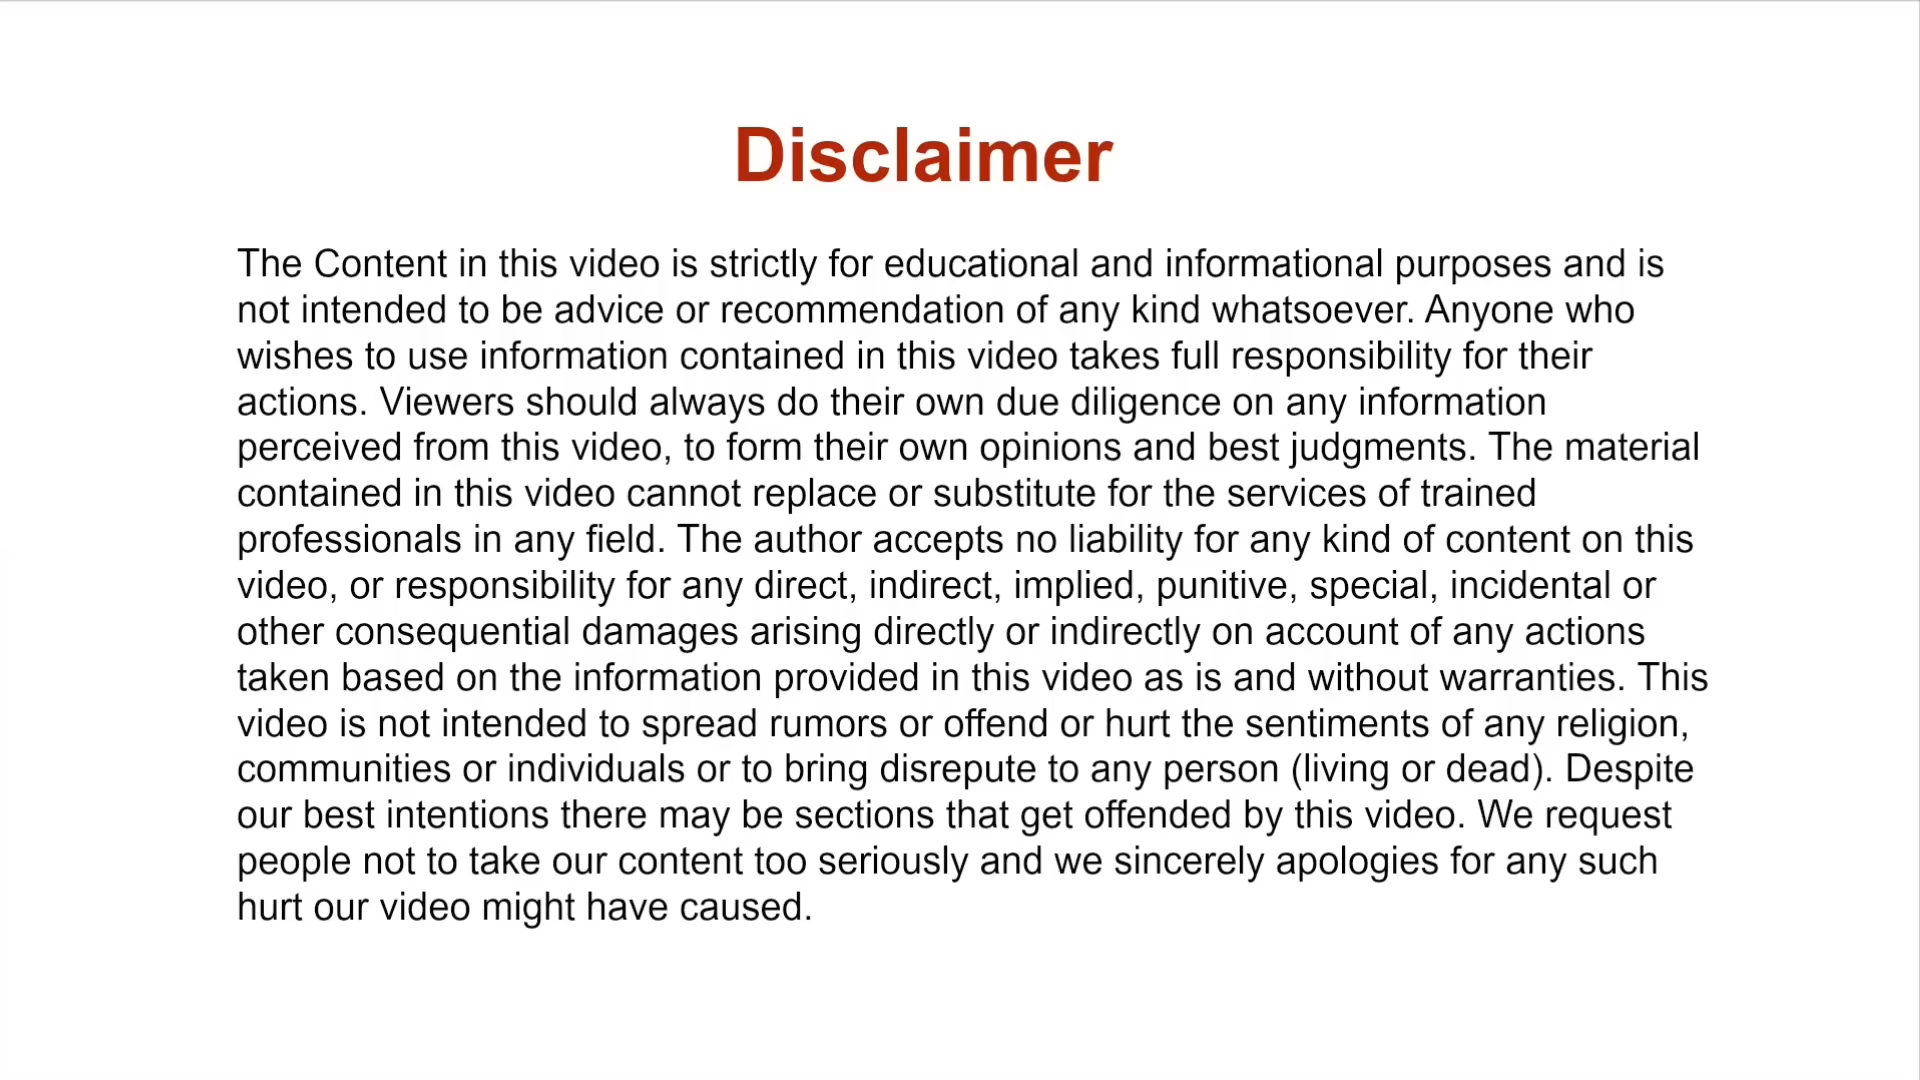 Disclaimer
The Content in this video is strictly for educational and informational purposes and is
not intended to be advice or recommendation of any kind whatsoever. Anyone who
wishes to use information contained in this video takes full responsibility for their
actions. Viewers should always do their own due diligence on any information
perceived from this video, to form their own opinions and best judgments. The material
contained in this video cannot replace or substitute for the services of trained
professionals in any field. The author accepts no liability for any kind of content on this
video, or responsibility for any direct, indirect, implied, punitive, special, incidental or
other consequential damages arising directly or indirectly on account of any actions
taken based on the information provided in this video as is and without warranties. This
video is not intended to spread rumors or offend or hurt the sentiments of any religion,
communities or individuals or to bring disrepute to any person (living or dead). Despite
our best intentions there may be sections that get offended by this video. We request
people not to take our content too seriously and we sincerely apologies for any such
hurt our video might have caused.